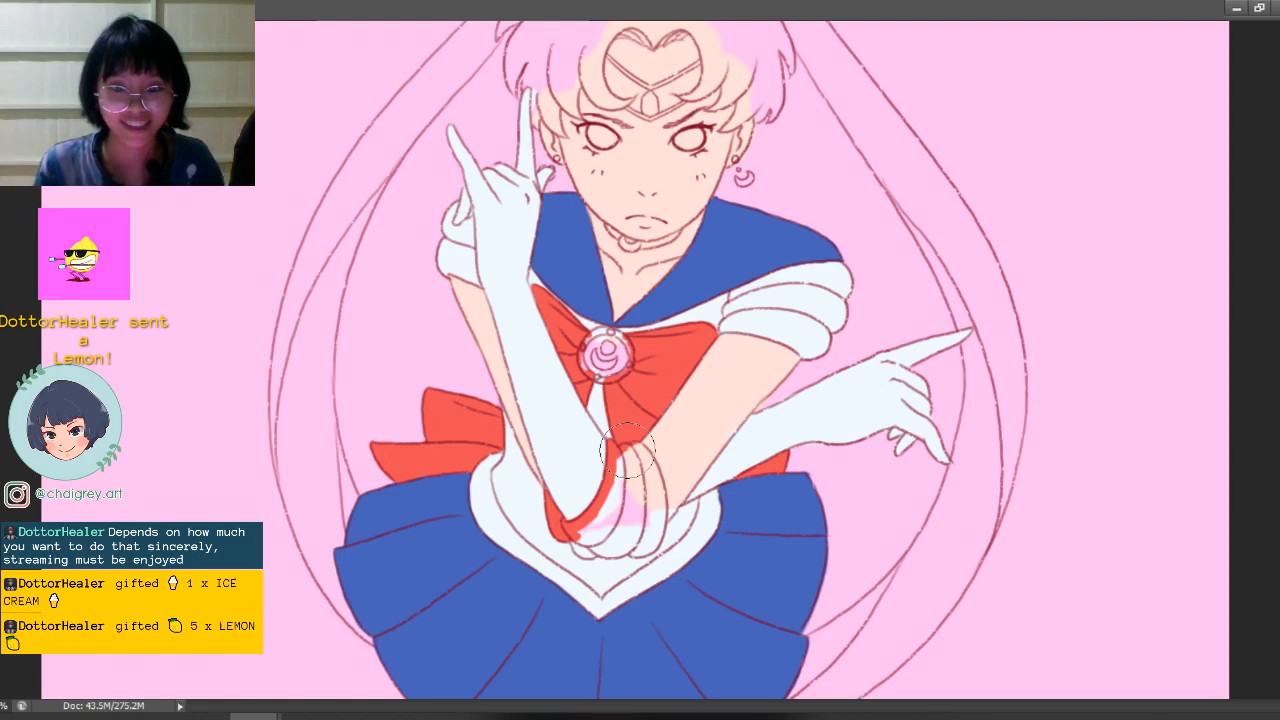 DottorHealer sent
a
Lemon!
@chaigrey.art
DottorHealer Depends on how much
you want to do that sincerely,
streaming must be enjoyed
DottorHealer gifted 1 x ICE
CREAM
DottorHealer gifted 5 x LEMON
% Doc: 43.5M/275.2M